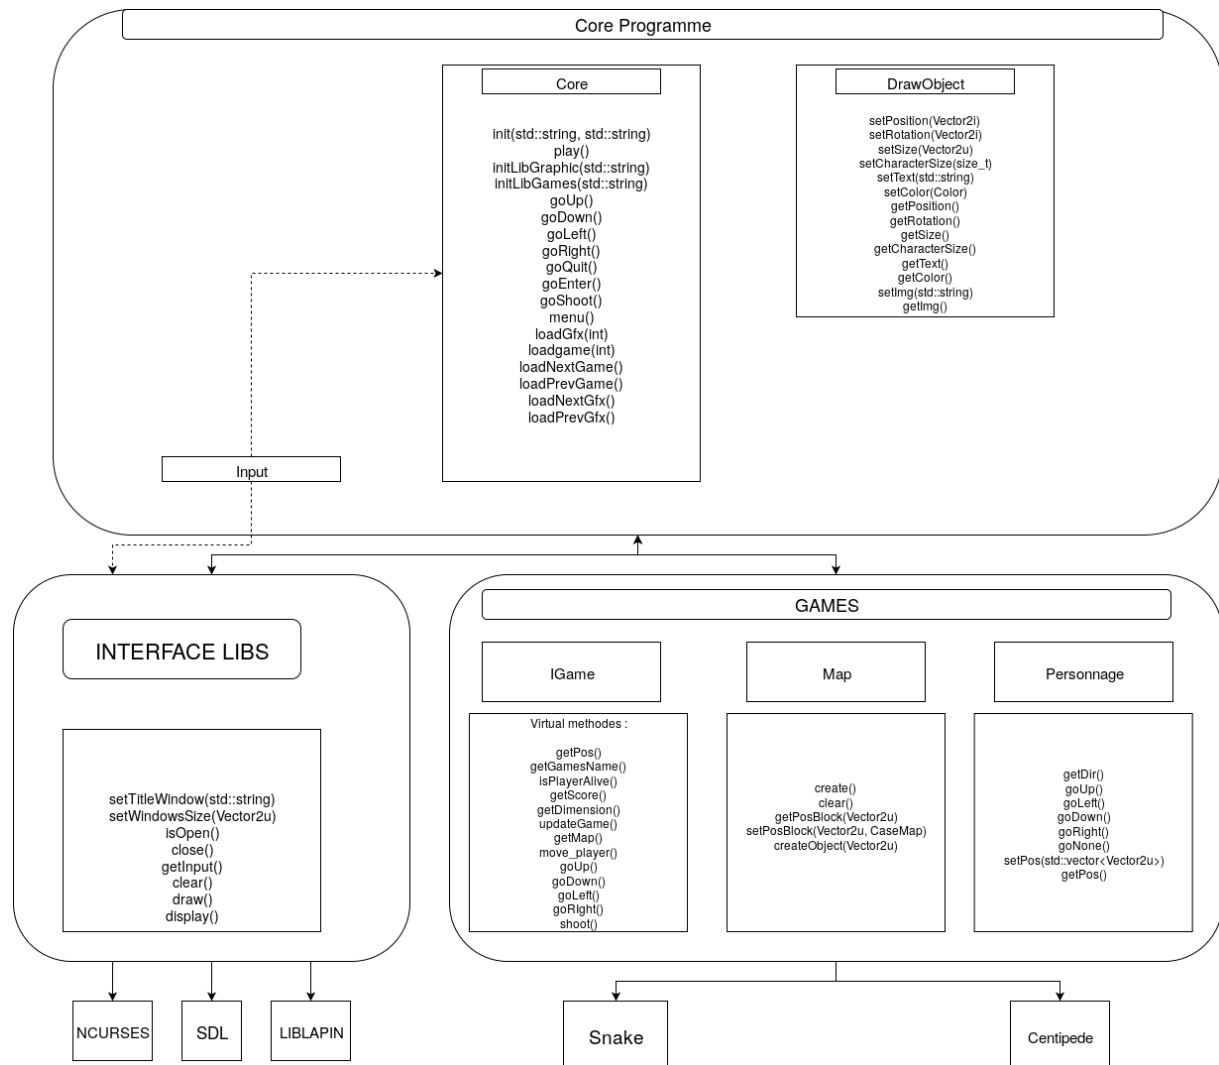 Core Programme
Core
init(std::string, std::string)
play()
initLibGraphic(std::string)
initLibGames(std::string)
goUp()
goDown()
goLeft()
goRight()
goQuit()
goEnter()
goShoot()
menu()
loadGfx(int)
loadgame(int)
loadNextGame()
loadPrevGame()
loadNextGfx()
loadPrevGfx()
DrawObject
setPosition(Vector2i)
setRotation(Vector2i)
setSize(Vector2u)
setCharacterSize(size_t)
setText(std::string)
setColor(Color)
getPosition()
getRotation()
getSize()
getCharacterSize()
getText()
getColor()
setImg(std::string)
getImg()
Input
INTERFACE LIBS
setTitleWindow(std::string)
setWindowsSize(Vector2u)
isOpen()
close()
getInput()
clear()
draw()
display()
GAMES
IGame
Virtual methodes :
getPos()
getGamesName()
isPlayerAlive()
getScore()
getDimension()
updateGame()
getMap()
move_player()
goUp()
goDown()
goLeft()
goRIght()
shoot()
Map
create()
clear()
getPosBlock(Vector2u)
setPosBlock(Vector2u, CaseMap)
createObject(Vector2u)
Personnage
getDir()
goUp()
goLeft()
goDown()
goRight()
goNone()
setPos(std::vector<Vector2u>)
getPos()
NCURSES
SDL
LIBLAPIN
Snake
Centipede